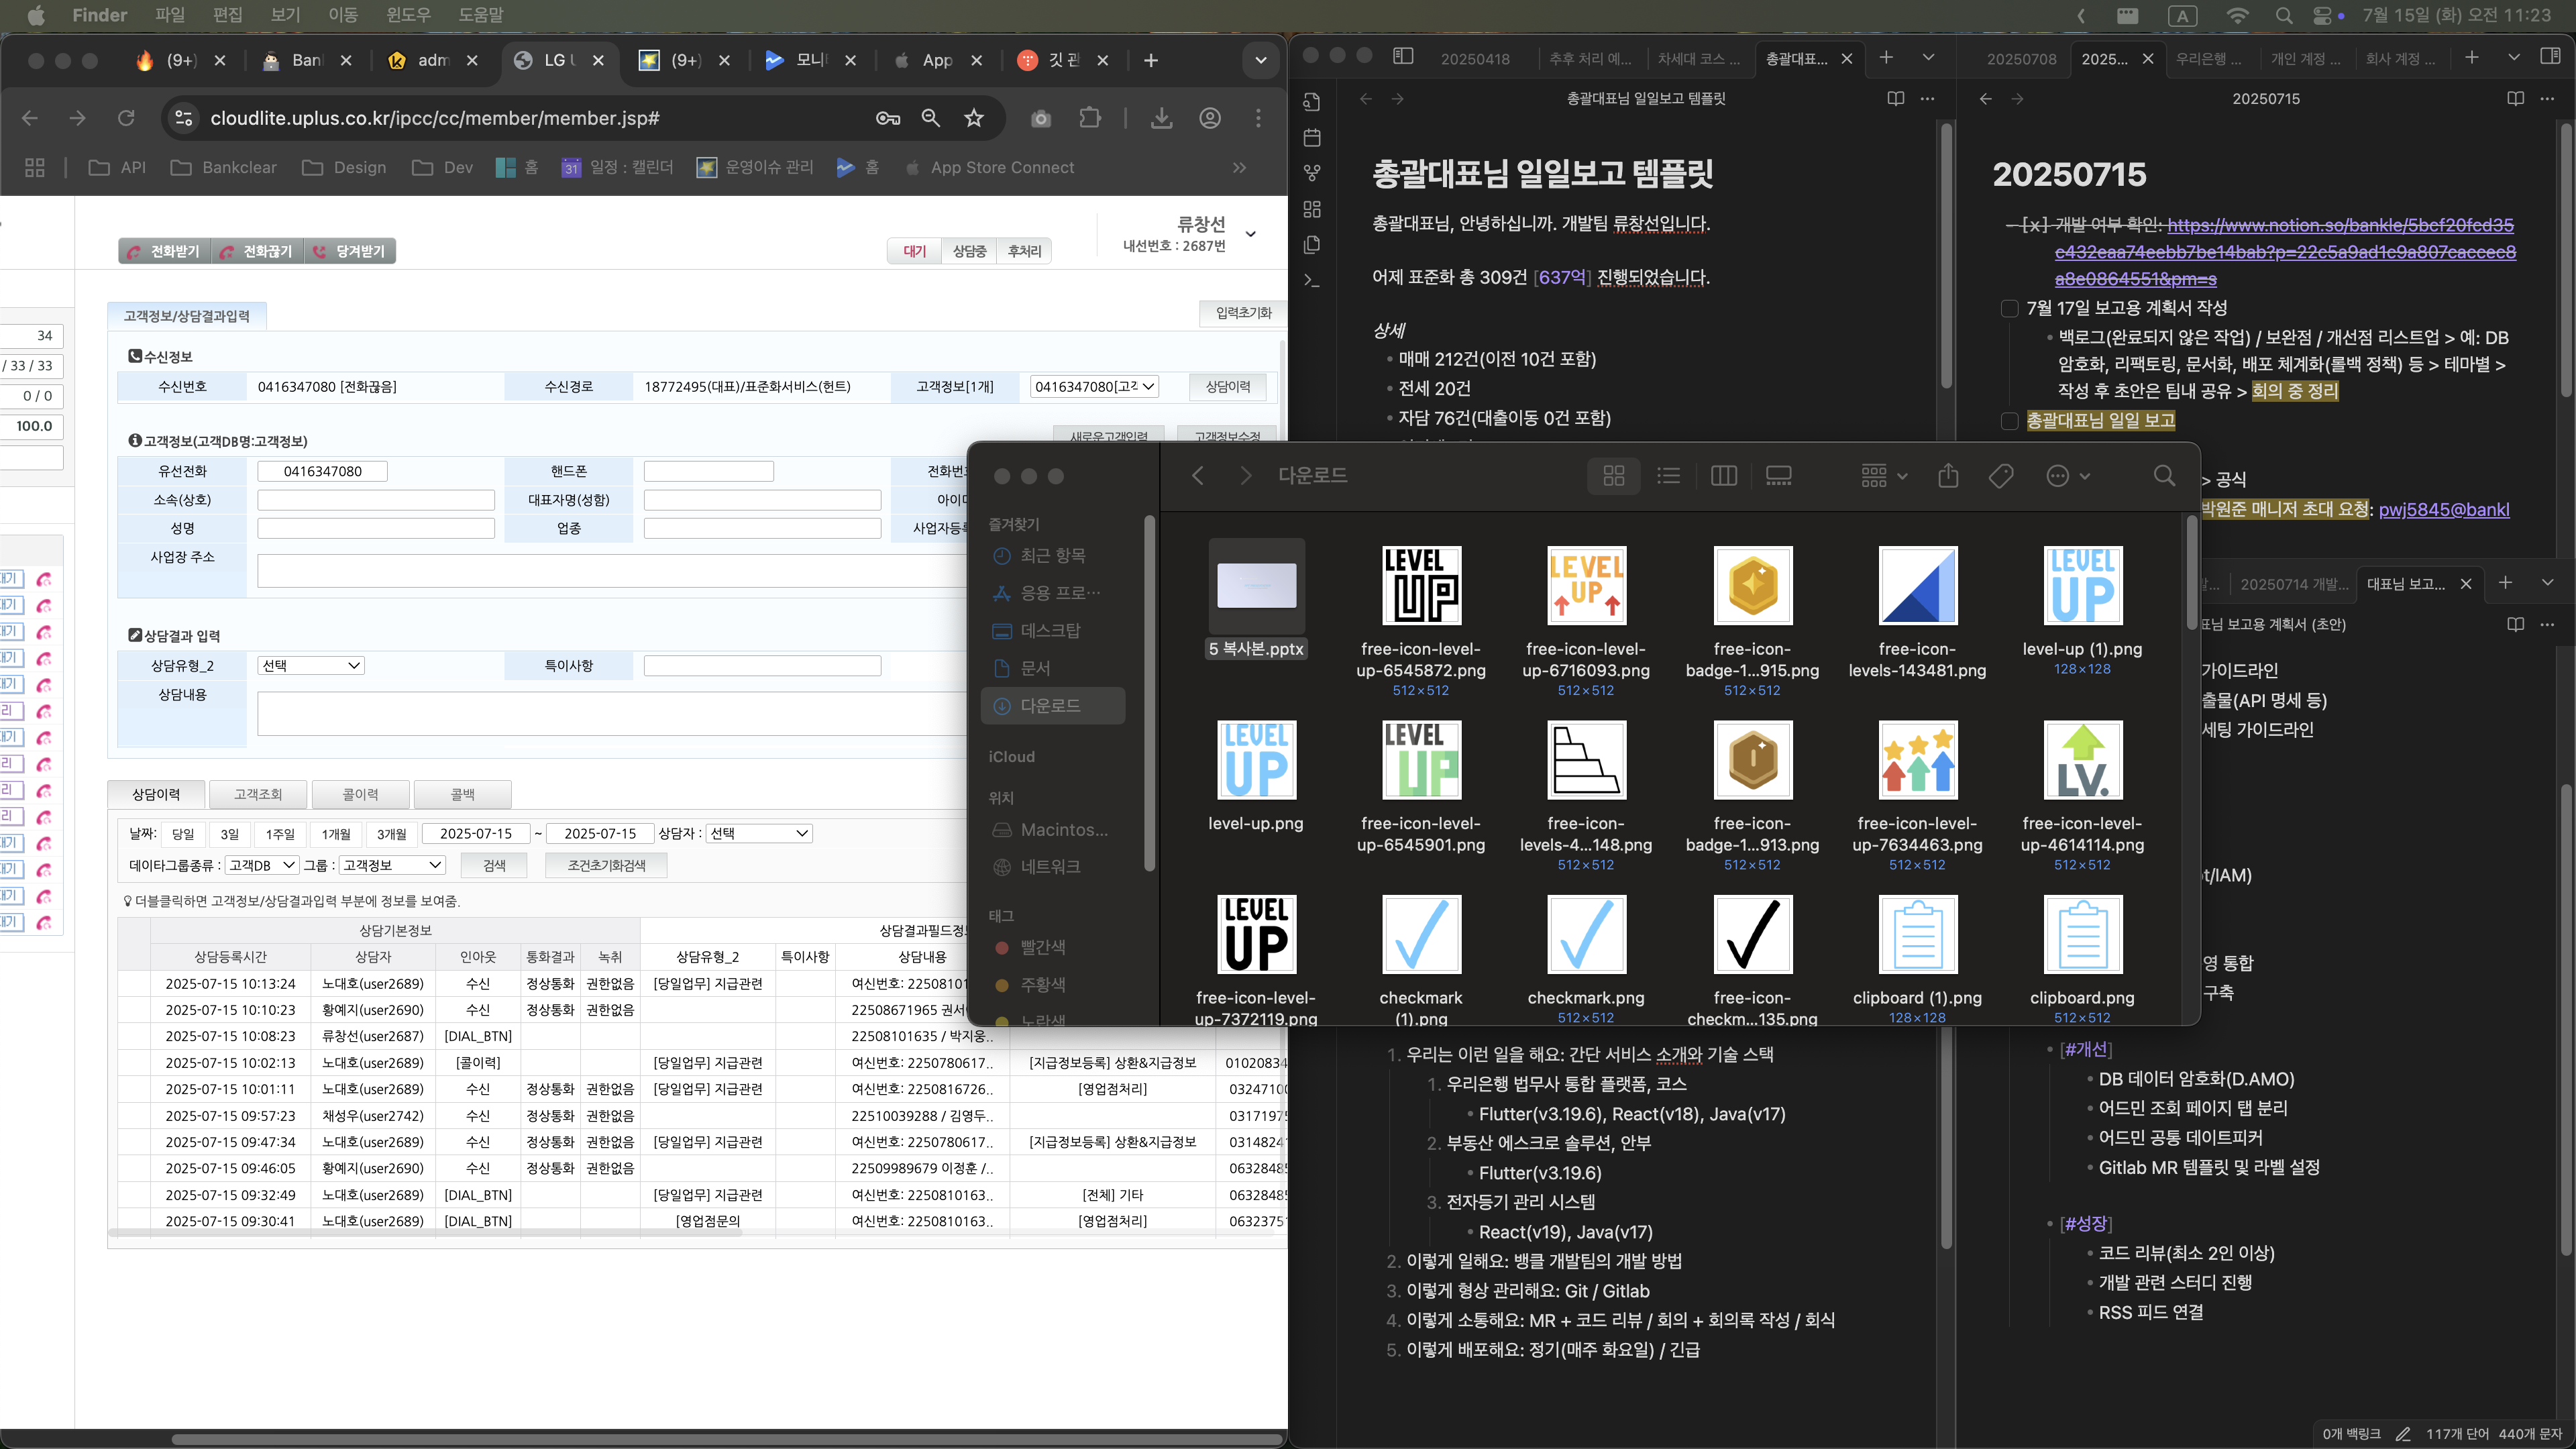 Finder 파일 편집 보기 이동 윈도우 도움말
A 7월 15일 (화) 오전 11:23
(9+) Ban adm LG U (9+) 모니 App 깃 관
cloudlite.uplus.co.kr/ipcc/cc/member/member.jsp#
API Bankclear Design Dev 홈 일정 : 캘린더 운영이슈 관리 홈 App Store Connect
류창선
내선번호 : 2687번
전화받기 전화끊기 당겨받기
대기 상담중 후처리
고객정보/상담결과입력
입력초기화
34
/ 33 / 33
0 / 0
100.0
수신정보
수신번호 0416347080 [전화끊음] 수신경로 18772495(대표)/표준화서비스(헌트) 고객정보[1개] 0416347080[고객 상담이력
고객정보(고객DB명:고객정보)
새로운고객입력 고객정보수정
유선전화 0416347080 핸드폰 전화번
소속(상호) 대표자명(성함) 아이디
성명 업종 사업자등록
사업장 주소
상담결과 입력
상담유형_2 선택 특이사항
상담내용
상담이력 고객조회 콜이력 콜백
날짜: 당일 3일 1주일 1개월 3개월 2025-07-15 ~ 2025-07-15 상담자 : 선택
데이타그룹종류 : 고객DB 그룹 : 고객정보 검색 조건초기화검색
더블클릭하면 고객정보/상담결과입력 부분에 정보를 보여줌.
상담기본정보 상담결과필드정보
상담등록시간 상담자 인아웃 통화결과 녹취 상담유형_2 특이사항 상담내용
2025-07-15 10:13:24 노대호(user2689) 수신 정상통화 권한없음 [당일업무] 지급관련 여신번호: 22508101
2025-07-15 10:10:23 황예지(user2690) 수신 정상통화 권한없음 22508671965 권서
2025-07-15 10:08:23 류창선(user2687) [DIAL_BTN] 22508101635 / 박지웅..
2025-07-15 10:02:13 노대호(user2689) [콜이력] [당일업무] 지급관련 여신번호: 2250780617.. [지급정보등록] 상환&지급정보 01020834
2025-07-15 10:01:11 노대호(user2689) 수신 정상통화 권한없음 [당일업무] 지급관련 여신번호: 2250816726.. [영업점처리] 0324710
2025-07-15 09:57:23 채성우(user2742) 수신 정상통화 권한없음 22510039288 / 김영두.. 0317197
2025-07-15 09:47:34 노대호(user2689) 수신 정상통화 권한없음 [당일업무] 지급관련 여신번호: 2250780617.. [지급정보등록] 상환&지급정보 0314824
2025-07-15 09:46:05 황예지(user2690) 수신 정상통화 권한없음 22509989679 이정훈 /.. 0632848
2025-07-15 09:32:49 노대호(user2689) [DIAL_BTN] [당일업무] 지급관련 여신번호: 2250810163.. [전체] 기타 0632848
2025-07-15 09:30:41 노대호(user2689) [DIAL_BTN] [영업점문의 여신번호: 2250810163.. [영업점처리] 0632375
20250418 추후 처리 예... 차세대 코스 ... 총괄대표...
총괄대표님 일일보고 템플릿
총괄대표님 일일보고 템플릿
총괄대표님, 안녕하십니까. 개발팀 류창선입니다.
어제 표준화 총 309건 [637억] 진행되었습니다.
상세
매매 212건(이전 10건 포함)
전세 20건
자담 76건(대출이동 0건 포함)
20250708 2025... 우리은행 ... 개인 계정 ... 회사 계정 ...
20250715
20250715
- [x] 개발 여부 확인: https://www.notion.so/bankle/5bcf20fcd35
c432eaa74eebb7be14bab?p=22c5a9ad1c9a807caccec8
a8e0864551&pm=s
7월 17일 보고용 계획서 작성
백로그(완료되지 않은 작업) / 보완점 / 개선점 리스트업 > 예: DB
암호화, 리팩토링, 문서화, 배포 체계화(롤백 정책) 등 > 테마별 >
작성 후 초안은 팀내 공유 > 회의 중 정리
총괄대표님 일일 보고
> 공식
박원준 매니저 초대 요청: pwj5845@bankl
다운로드
즐겨찾기
최근 항목
응용 프로…
데스크탑
문서
다운로드
iCloud
위치
Macintos...
네트워크
태그
빨간색
주황색
노란색
5 복사본.pptx
free-icon-level-
up-6545872.png
512×512
free-icon-level-
up-6716093.png
512×512
free-icon-
badge-1...915.png
512×512
free-icon-
levels-143481.png
level-up (1).png
128×128
level-up.png
free-icon-level-
up-6545901.png
free-icon-
levels-4...148.png
512×512
free-icon-
badge-1...913.png
512×512
free-icon-level-
up-7634463.png
512×512
free-icon-level-
up-4614114.png
512×512
free-icon-level-
up-7372119.png
checkmark
(1).png
checkmark.png
512×512
free-icon-
checkm...135.png
clipboard (1).png
128×128
clipboard.png
512×512
20250714 개발... 대표님 보고...
표님 보고용 계획서 (초안)
가이드라인
출물(API 명세 등)
세팅 가이드라인
t/IAM)
영 통합
구축
[#개선]
DB 데이터 암호화(D.AMO)
어드민 조회 페이지 탭 분리
어드민 공통 데이트피커
Gitlab MR 템플릿 및 라벨 설정
[#성장]
코드 리뷰(최소 2인 이상)
개발 관련 스터디 진행
RSS 피드 연결
1. 우리는 이런 일을 해요: 간단 서비스 소개와 기술 스택
1. 우리은행 법무사 통합 플랫폼, 코스
Flutter(v3.19.6), React(v18), Java(v17)
2. 부동산 에스크로 솔루션, 안부
Flutter(v3.19.6)
3. 전자등기 관리 시스템
React(v19), Java(v17)
2. 이렇게 일해요: 뱅클 개발팀의 개발 방법
3. 이렇게 형상 관리해요: Git / Gitlab
4. 이렇게 소통해요: MR + 코드 리뷰 / 회의 + 회의록 작성 / 회식
5. 이렇게 배포해요: 정기(매주 화요일) / 긴급
0개 백링크 117개 단어 440개 문자